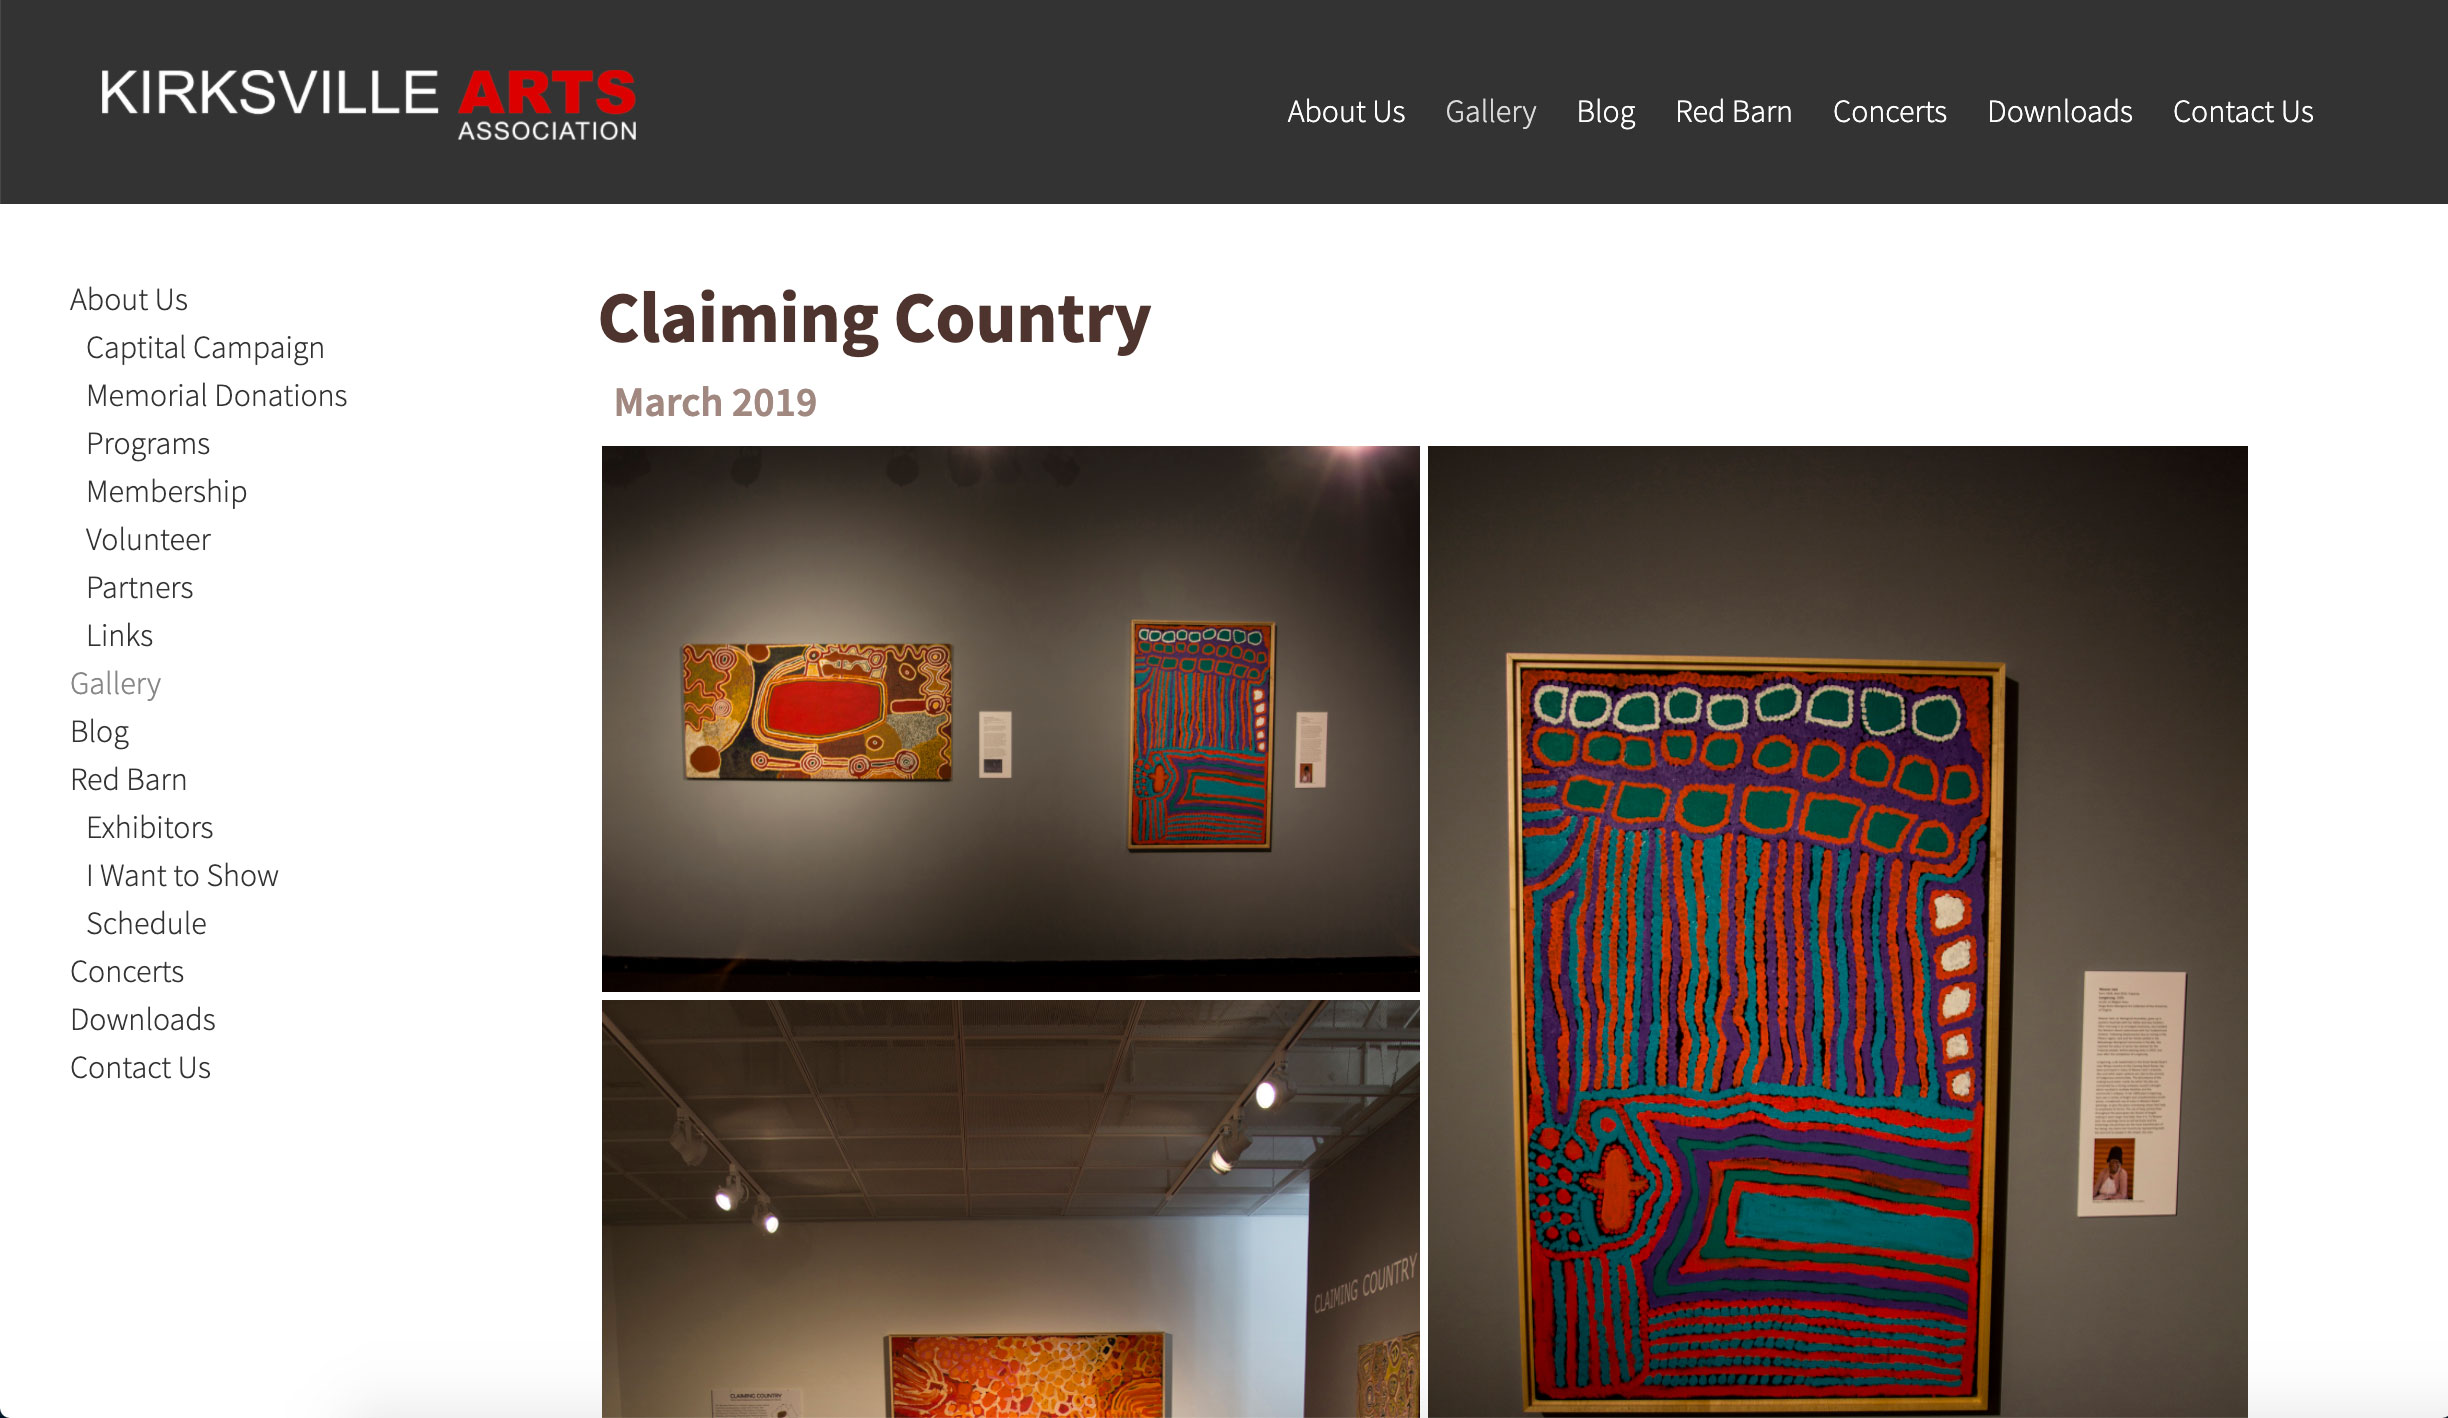 KIRKSVILLE ARTS
ASSOCIATION
About Us Gallery Blog Red Barn Concerts Downloads Contact Us
About Us
Captital Campaign
Memorial Donations
Programs
Membership
Volunteer
Partners
Links
Gallery
Blog
Red Barn
Exhibitors
I Want to Show
Schedule
Concerts
Downloads
Contact Us
Claiming Country
March 2019
CLAIMING COUNTRY
CLAIMING COUNTRY